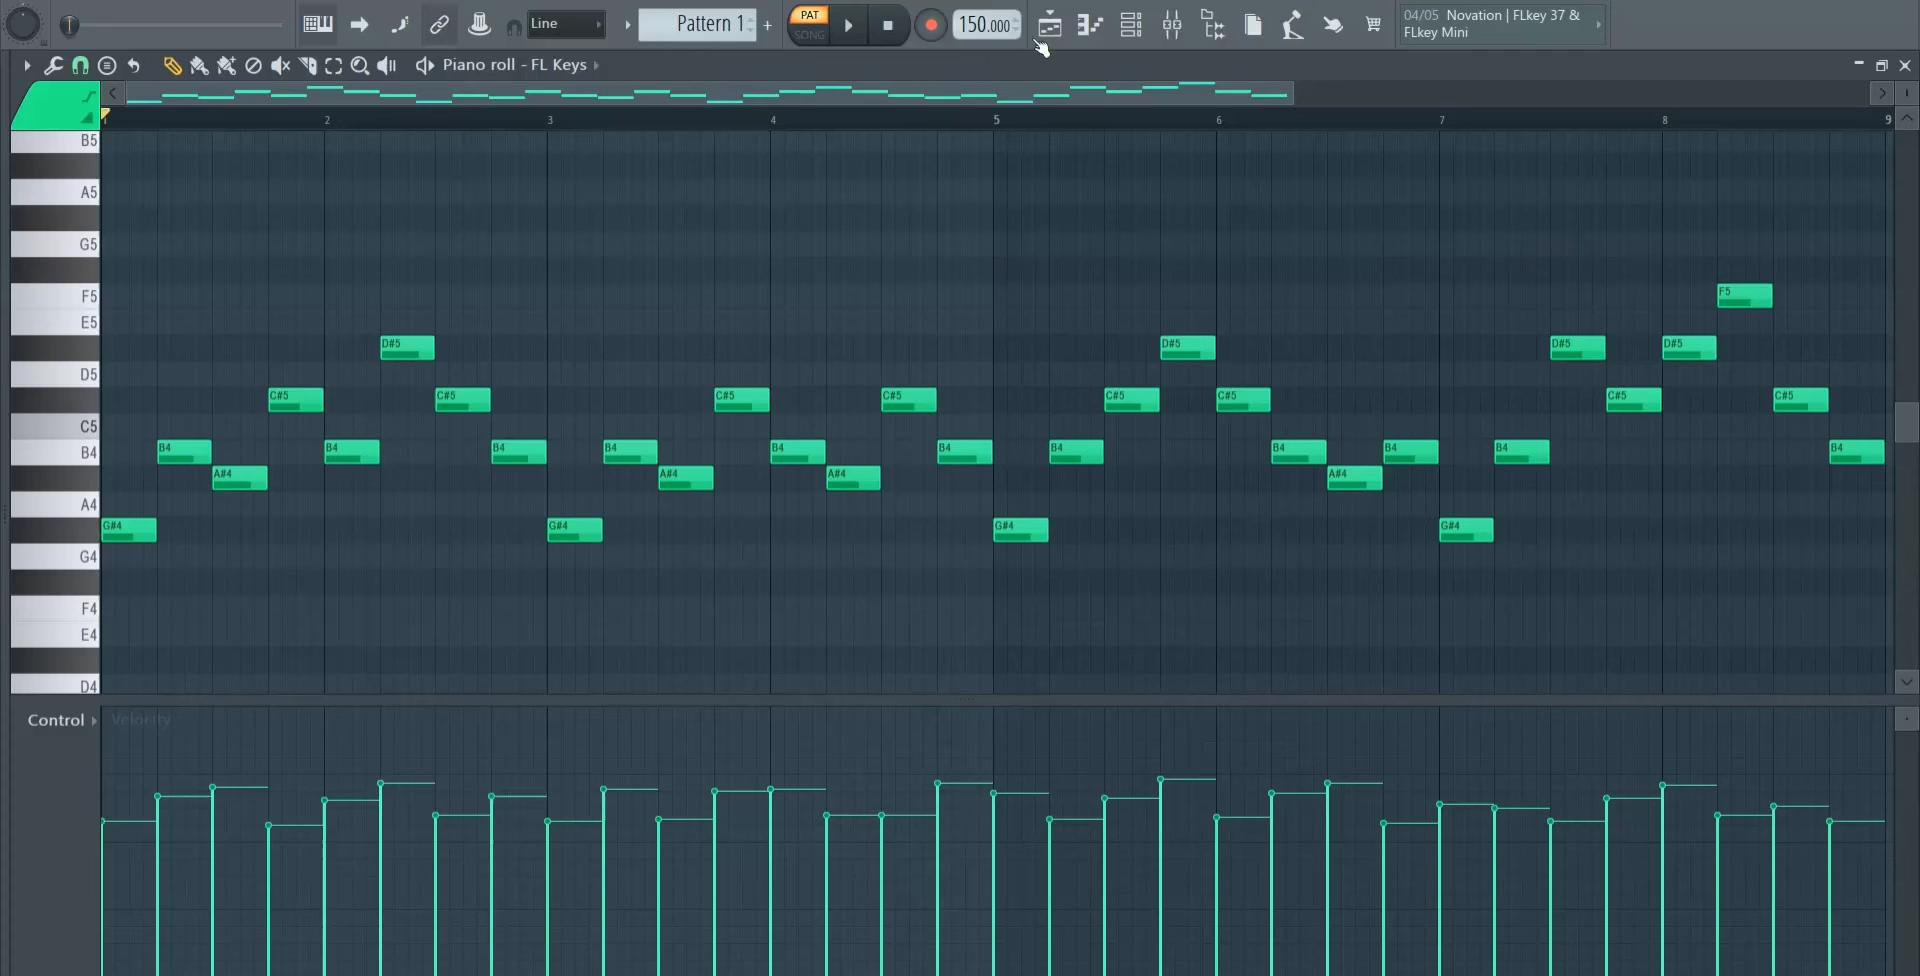 Line
Pattern 1
+
PAT
SONG
150.000
04/05 Novation | FLkey 37 &
FLkey Mini
Piano roll - FL Keys
1 2 3 4 5 6 7 8 9
B5
A5
G5
F5
F5
E5
D#5 D#5 D#5 D#5
D5
C#5 C#5 C#5 C#5 C#5 C#5 C#5 C#5
C5
B4
B4 B4 B4 B4 B4 B4 B4 B4 B4 B4 B4
A#4 A#4 A#4 A#4
A4
G#4 G#4 G#4 G#4
G4
F4
E4
D4
Control
Velocity